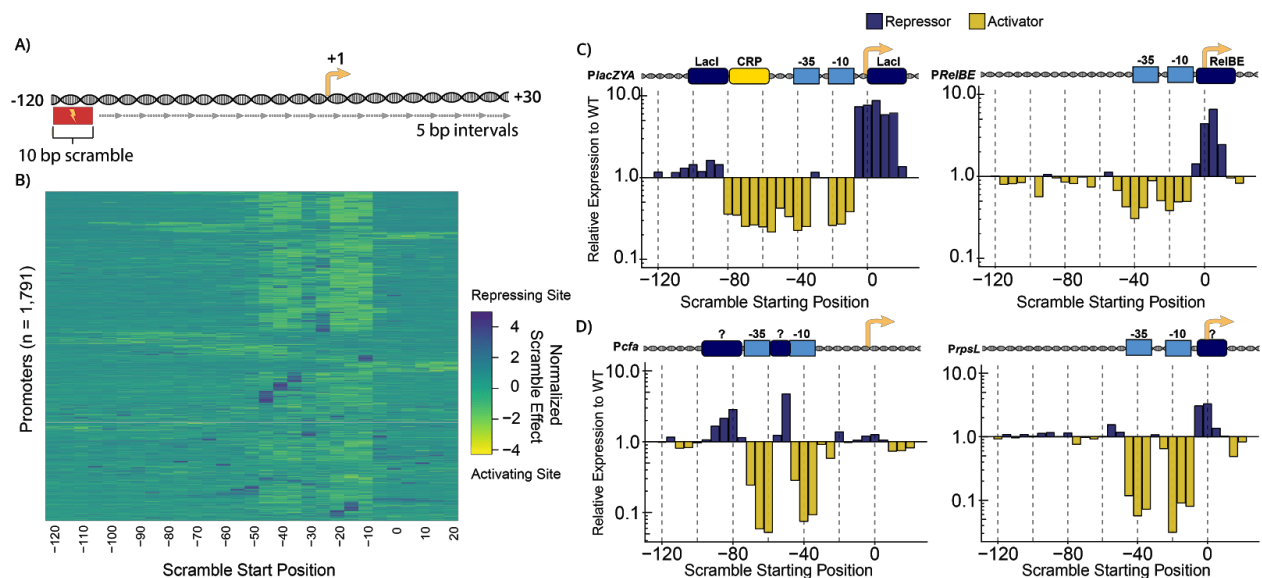 Repressor
Activator
A)
+1
-120
+30
5 bp intervals
10 bp scramble
B)
Promoters (n = 1,791)
−120
−110
−100
−90
−80
−70
−60
−50
−40
−30
−20
−10
0
10
20
Scramble Start Position
Repressing Site
4
2
0
−2
−4
Normalized
Scramble Effect
Activating Site
C)
LacI
CRP
-35
-10
LacI
PlacZYA
10.0
1.0
0.1
Relative Expression to WT
−120
−80
−40
0
Scramble Starting Position
-35
-10
RelBE
PRelBE
10.0
1.0
0.1
−120
−80
−40
0
Scramble Starting Position
D)
?
-35
?
-10
Pcfa
10.0
1.0
0.1
Relative Expression to WT
−120
−80
−40
0
Scramble Starting Position
-35
-10
?
PrpsL
10.0
1.0
0.1
−120
−80
−40
0
Scramble Starting Position